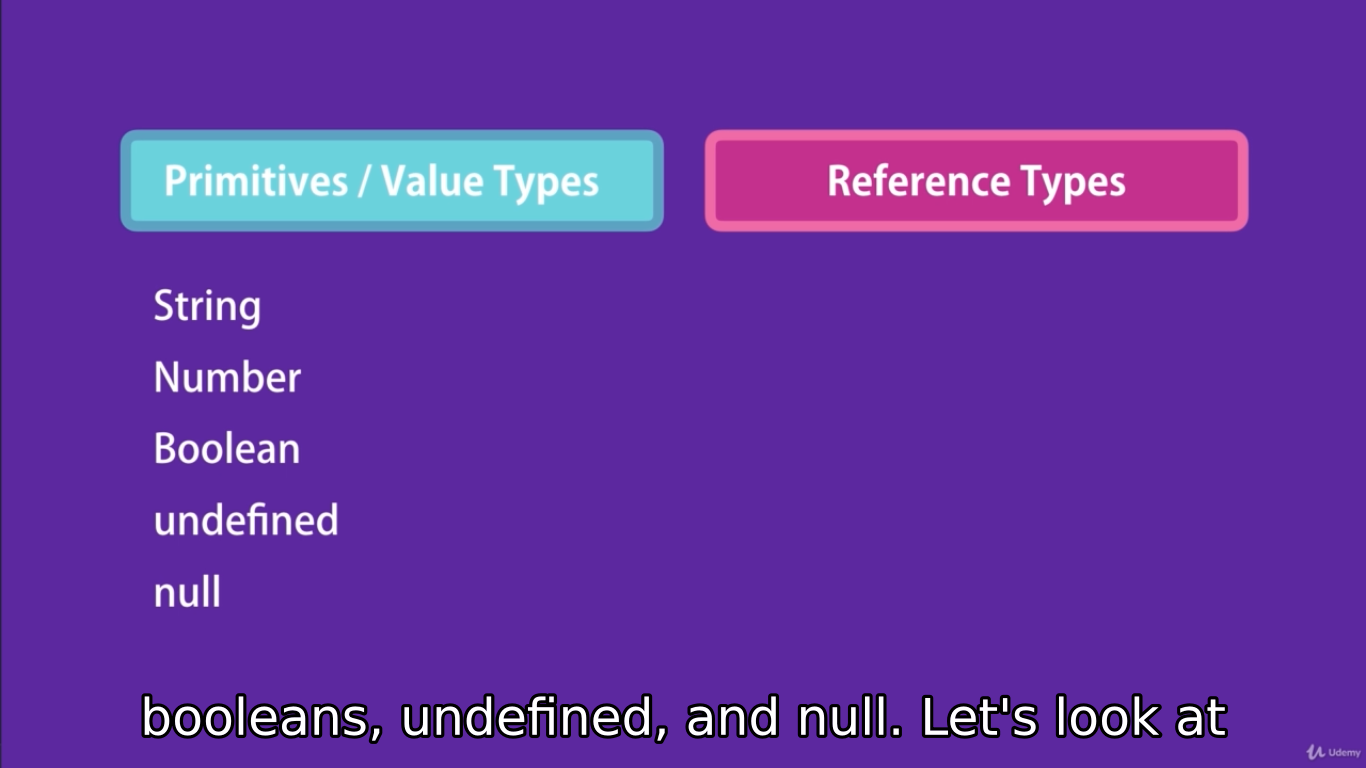 Primitives / Value Types
Reference Types
String
Number
Boolean
undefined
null
booleans, undefined, and null. Let's look at
Udemy